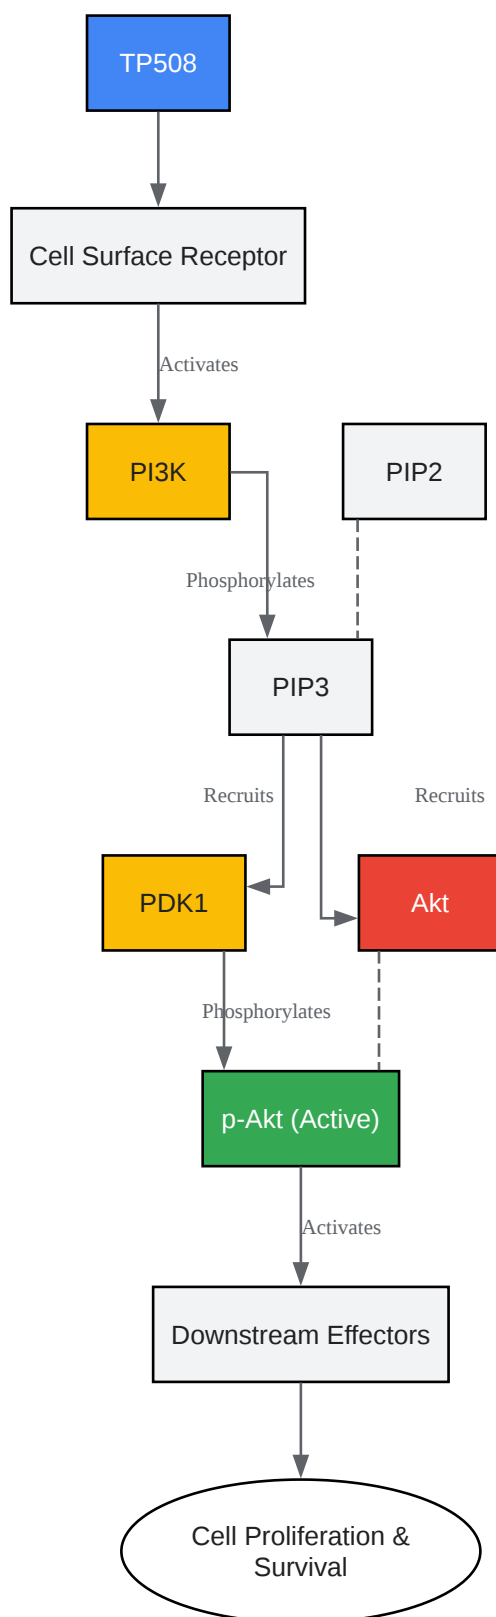 TP508
Cell Surface Receptor
Activates
PI3K
PIP2
Phosphorylates
PIP3
Recruits
Recruits
PDK1
Akt
Phosphorylates
p-Akt (Active)
Activates
Downstream Effectors
Cell Proliferation &
Survival